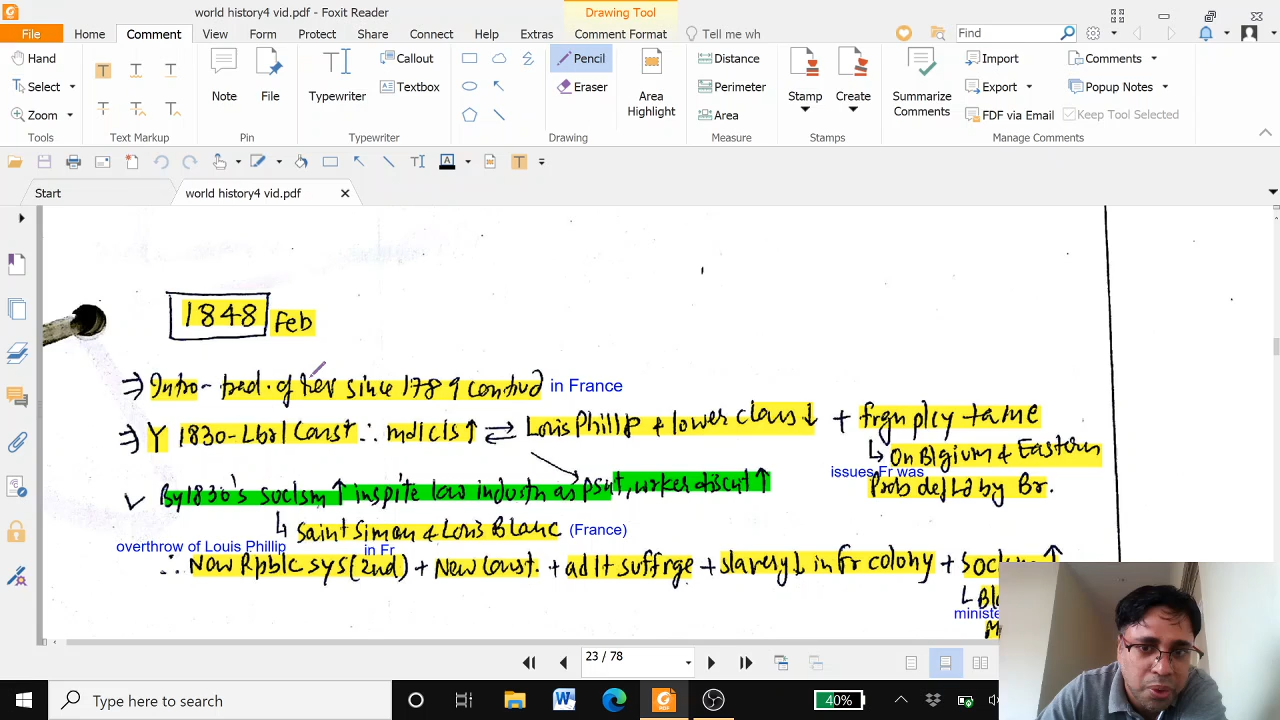 world history4 vid.pdf - Foxit Reader
Drawing Tool
File Home Comment View Form Protect Share Connect Help Extras Comment Format Tell me wh Find
Hand
Select
Zoom
Tools
Text Markup
Note
File
Pin
Typewriter
Callout
Textbox
Typewriter
Pencil
Eraser
Drawing
Area Highlight
Distance
Perimeter
Area
Measure
Stamp
Create
Stamps
Summarize Comments
Import
Export
FDF via Email
Comments
Popup Notes
Keep Tool Selected
Manage Comments
Start world history4 vid.pdf
1848 Feb
⇒ Intro- trad. of Rev since 1789 contnud in France
⇒ Y 1830- Lbrl Const ∴ mdl cls ↑ ⇄ Louis Phillip + lower class ↓ + frgn plcy tame
↳ On Blgium & Eastern
issues Fr was
Prob deftd by Br.
✓ By 1830's soclsm ↑ inspite low industn as psnt, worker discnt ↑
↳ Saint Simon & Louis Blanc (France)
overthrow of Louis Phillip
in Fr
∴ Now Rpblc sys (2nd) + New Const. + adlt suffrge + slavery ↓ in Fr colony +
ministe
23 / 78
Type here to search
40%